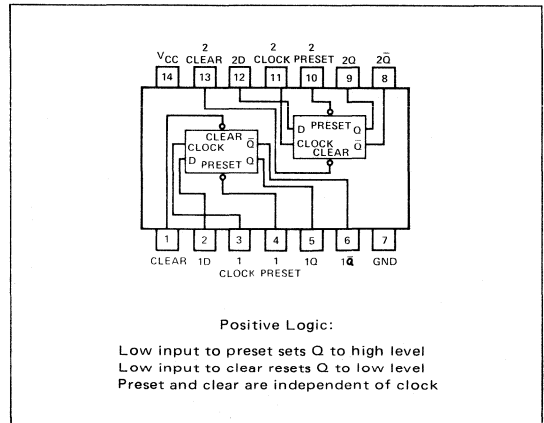 2 2 2
VCC CLEAR 2D CLOCK PRESET 2Q 2Q̅
14 13 12 11 10 9 8
D PRESET Q
CLOCK Q̅
CLEAR
CLEAR
CLOCK Q̅
D Q
PRESET
1 2 3 4 5 6 7
CLEAR 1D 1 1 1Q 1Q̅ GND
CLOCK PRESET
Positive Logic:
Low input to preset sets Q to high level
Low input to clear resets Q to low level
Preset and clear are independent of clock